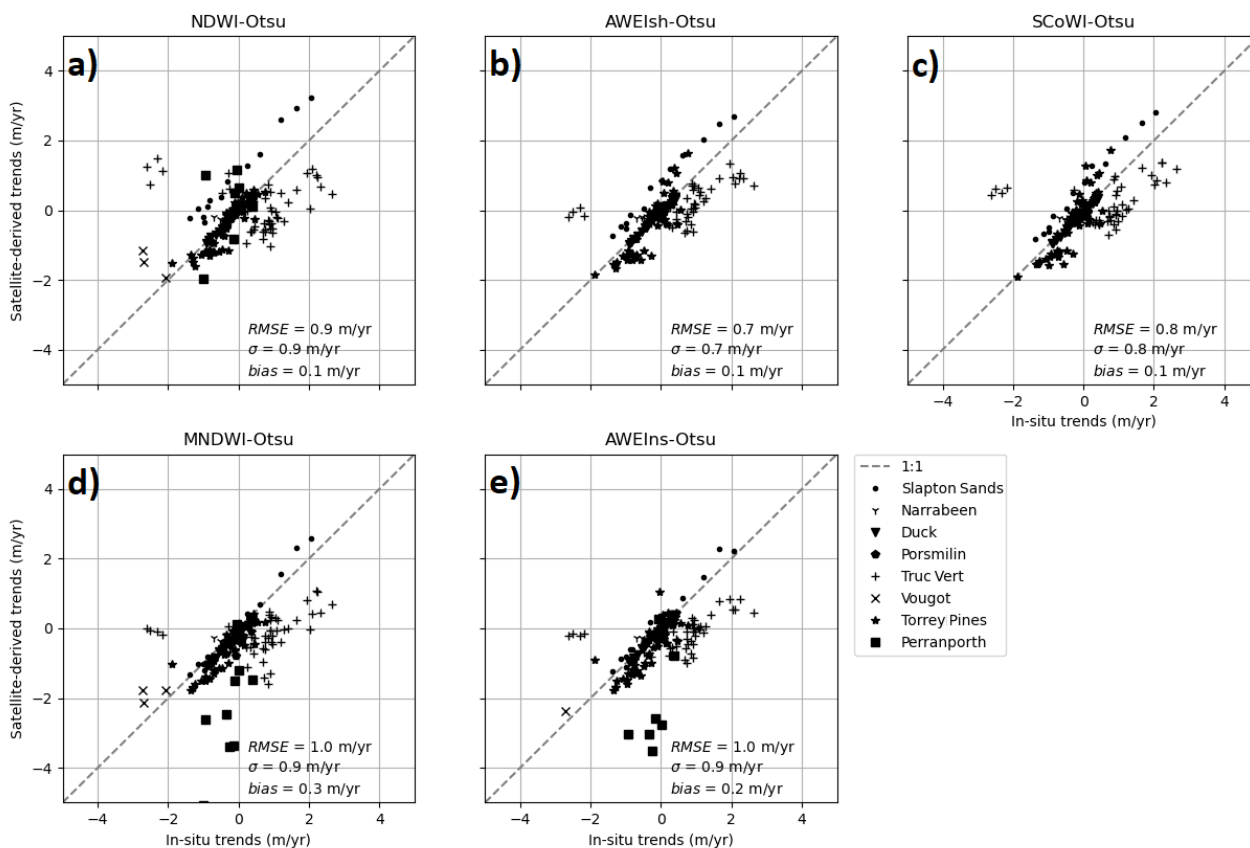 NDWI-Otsu
a)
4
2
0
−2
−4
Satellite-derived trends (m/yr)
RMSE = 0.9 m/yr
σ = 0.9 m/yr
bias = 0.1 m/yr
AWEIsh-Otsu
b)
RMSE = 0.7 m/yr
σ = 0.7 m/yr
bias = 0.1 m/yr
SCoWI-Otsu
c)
RMSE = 0.8 m/yr
σ = 0.8 m/yr
bias = 0.1 m/yr
−4 −2 0 2 4
In-situ trends (m/yr)
MNDWI-Otsu
d)
4
2
0
−2
−4
Satellite-derived trends (m/yr)
RMSE = 1.0 m/yr
σ = 0.9 m/yr
bias = 0.3 m/yr
−4 −2 0 2 4
In-situ trends (m/yr)
AWEIns-Otsu
e)
RMSE = 1.0 m/yr
σ = 0.9 m/yr
bias = 0.2 m/yr
−4 −2 0 2 4
In-situ trends (m/yr)
1:1
Slapton Sands
Narrabeen
Duck
Porsmilin
Truc Vert
Vougot
Torrey Pines
Perranporth